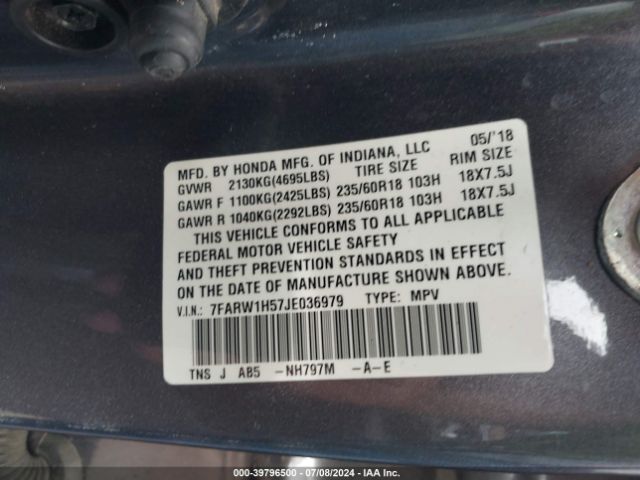 MFD. BY HONDA MFG. OF INDIANA, LLC 05/'18
GVWR 2130KG(4695LBS) TIRE SIZE RIM SIZE
GAWR F 1100KG(2425LBS) 235/60R18 103H 18X7.5J
GAWR R 1040KG(2292LBS) 235/60R18 103H 18X7.5J
THIS VEHICLE CONFORMS TO ALL APPLICABLE
FEDERAL MOTOR VEHICLE SAFETY
AND THEFT PREVENTION STANDARDS IN EFFECT
ON THE DATE OF MANUFACTURE SHOWN ABOVE.
V.I.N.: 7FARW1H57JE036979 TYPE: MPV
TNS J AB5 -NH797M -A-E
000-39796500 - 07/08/2024 - IAA Inc.